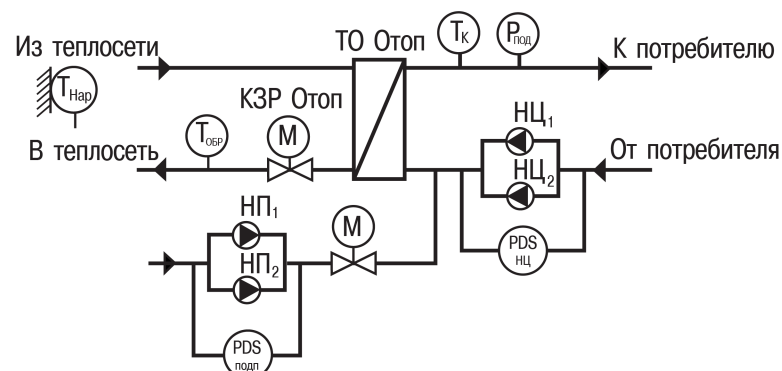 Из теплосети
ТО Отоп
Tк
Pпод
К потребителю
TНар
КЗР Отоп
В теплосеть
Tобр
М
НЦ1
НЦ2
От потребителя
НП1
НП2
М
PDS
НЦ
PDS
подп